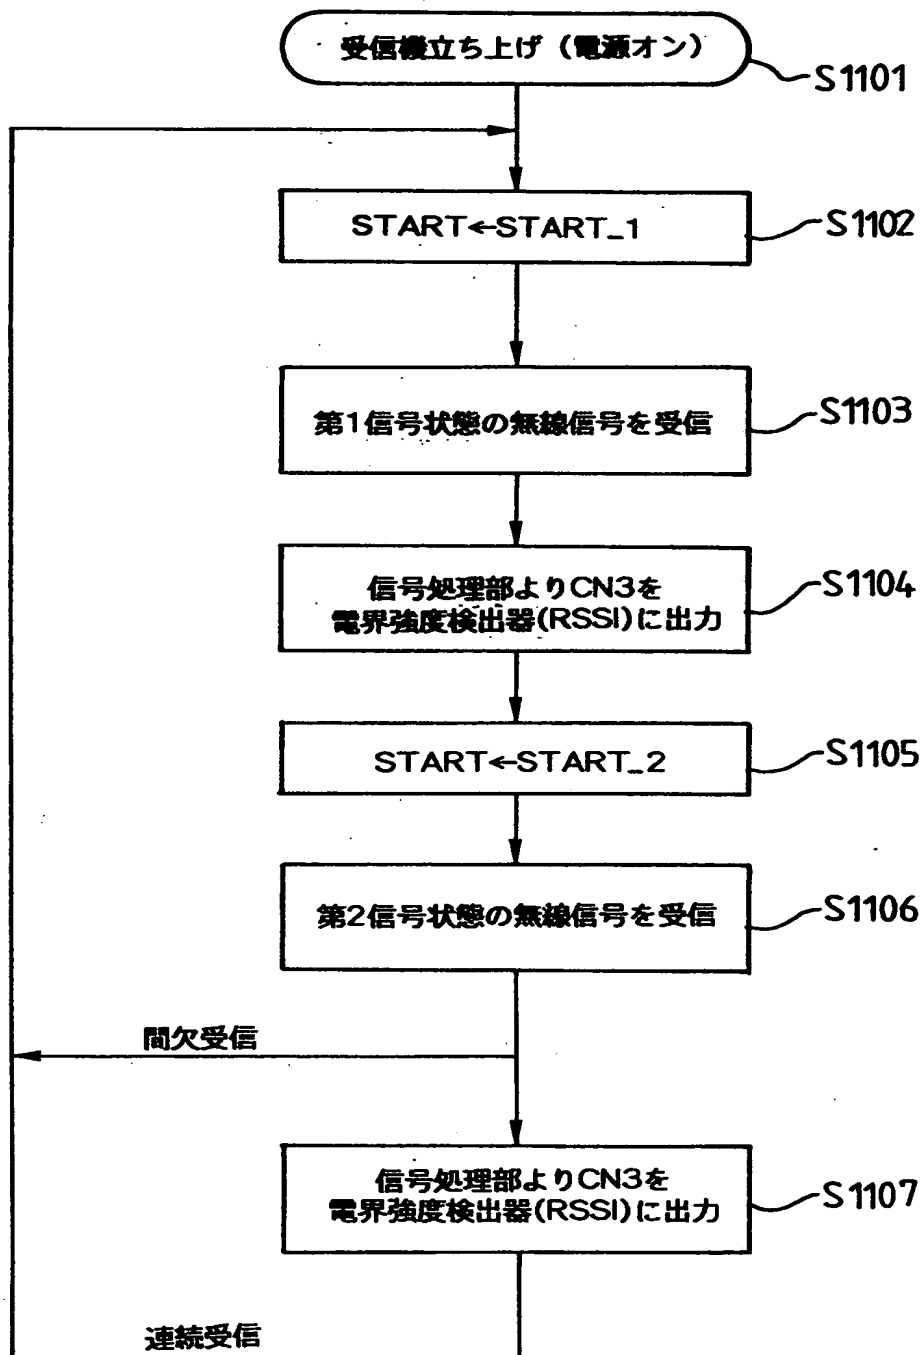 受信機立ち上げ（電源オン）
S1101
START←START_1
S1102
第1信号状態の無線信号を受信
S1103
信号処理部よりCN3を
電界強度検出器(RSSI)に出力
S1104
START←START_2
S1105
第2信号状態の無線信号を受信
S1106
間欠受信
信号処理部よりCN3を
電界強度検出器(RSSI)に出力
S1107
連続受信